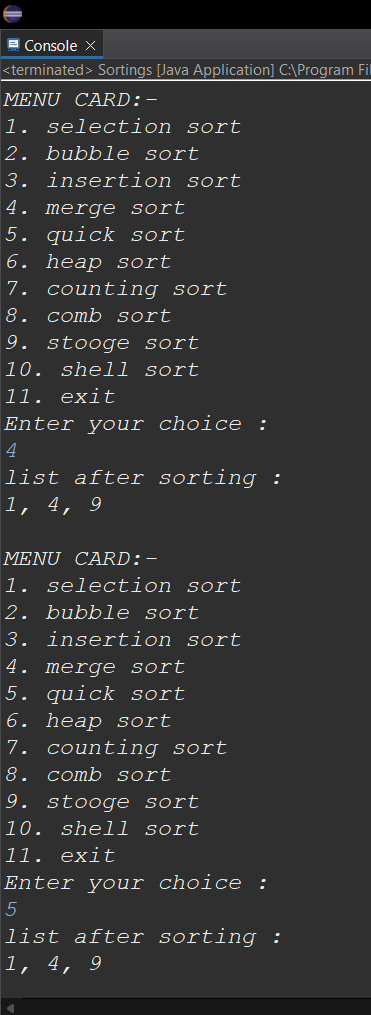 Console
<terminated> Sortings [Java Application] C:\Program Fil
MENU CARD:-
1. selection sort
2. bubble sort
3. insertion sort
4. merge sort
5. quick sort
6. heap sort
7. counting sort
8. comb sort
9. stooge sort
10. shell sort
11. exit
Enter your choice :
4
list after sorting :
1, 4, 9
MENU CARD:-
1. selection sort
2. bubble sort
3. insertion sort
4. merge sort
5. quick sort
6. heap sort
7. counting sort
8. comb sort
9. stooge sort
10. shell sort
11. exit
Enter your choice :
5
list after sorting :
1, 4, 9